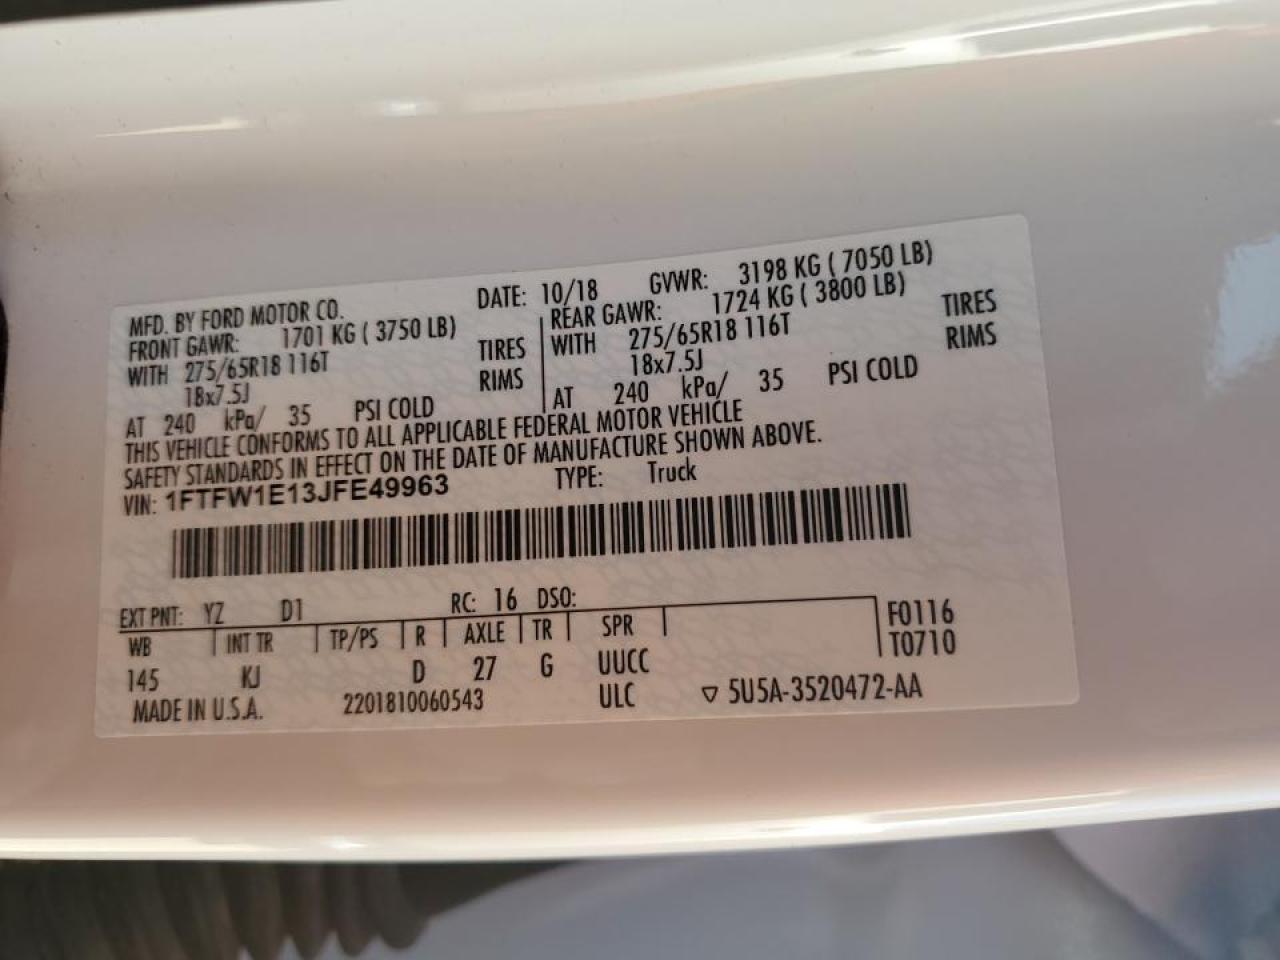 MFD. BY FORD MOTOR CO.
DATE: 10/18 GVWR: 3198 KG ( 7050 LB)
FRONT GAWR: 1701 KG ( 3750 LB)
WITH 275/65R18 116T TIRES
18x7.5J RIMS
AT 240 kPa/ 35 PSI COLD
REAR GAWR: 1724 KG ( 3800 LB)
WITH 275/65R18 116T TIRES
18x7.5J RIMS
AT 240 kPa/ 35 PSI COLD
THIS VEHICLE CONFORMS TO ALL APPLICABLE FEDERAL MOTOR VEHICLE
SAFETY STANDARDS IN EFFECT ON THE DATE OF MANUFACTURE SHOWN ABOVE.
VIN: 1FTFW1E13JFE49963 TYPE: Truck
EXT PNT: YZ D1 RC: 16 DSO:
WB INT TR TP/PS R AXLE TR SPR F0116
145 KJ D 27 G UUCC T0710
MADE IN U.S.A. 2201810060543 ULC ▽ 5U5A-3520472-AA